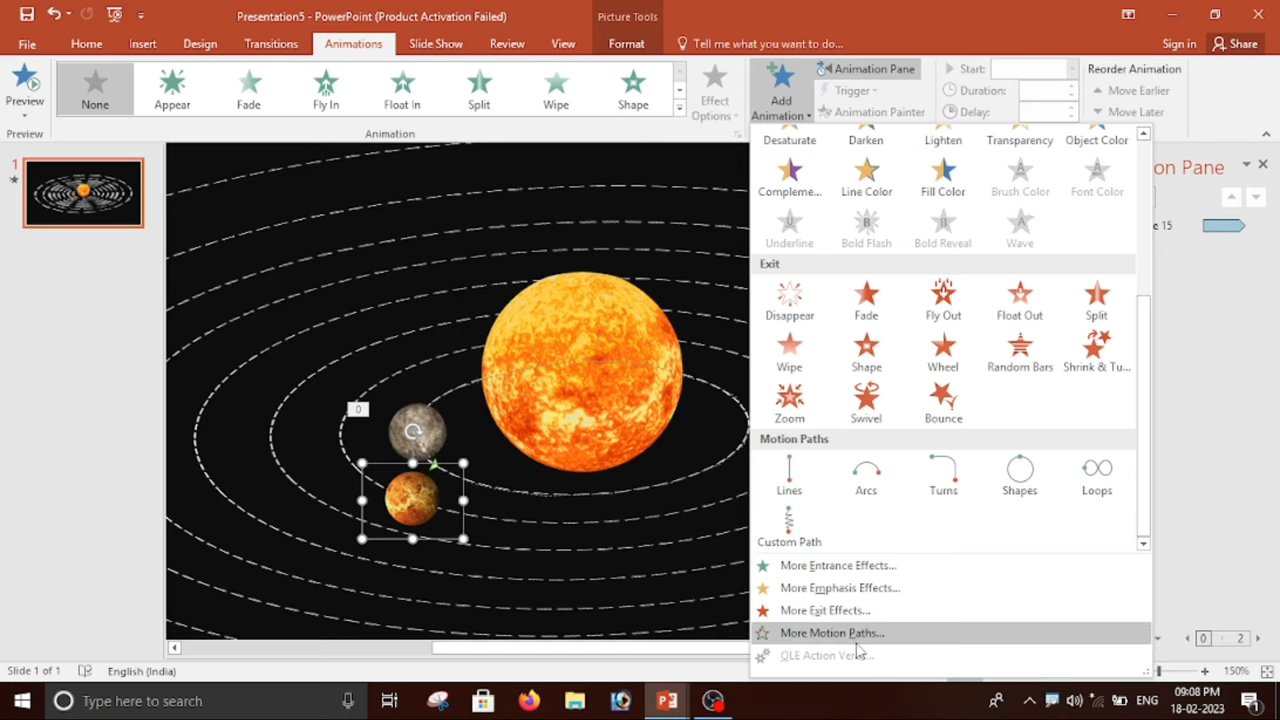 Presentation5 - PowerPoint (Product Activation Failed)
Picture Tools
File
Home
Insert
Design
Transitions
Animations
Slide Show
Review
View
Format
Tell me what you want to do...
Sign in
Share
Preview
None
Appear
Fade
Fly In
Float In
Split
Wipe
Shape
Effect
Options
Add
Animation
Animation Pane
Trigger
Animation Painter
Start:
Duration:
Delay:
Reorder Animation
Move Earlier
Move Later
Preview
Animation
Desaturate
Darken
Lighten
Transparency
Object Color
Compleme...
Line Color
Fill Color
Brush Color
Font Color
Underline
Bold Flash
Bold Reveal
Wave
Exit
Disappear
Fade
Fly Out
Float Out
Split
Wipe
Shape
Wheel
Random Bars
Shrink & Tu...
Zoom
Swivel
Bounce
Motion Paths
Lines
Arcs
Turns
Shapes
Loops
Custom Path
More Entrance Effects...
More Emphasis Effects...
More Exit Effects...
More Motion Paths...
OLE Action
on Pane
e 15
1
0
0
2
Slide 1 of 1
English (India)
150%
Type here to search
ENG
09:08 PM
18-02-2023
1